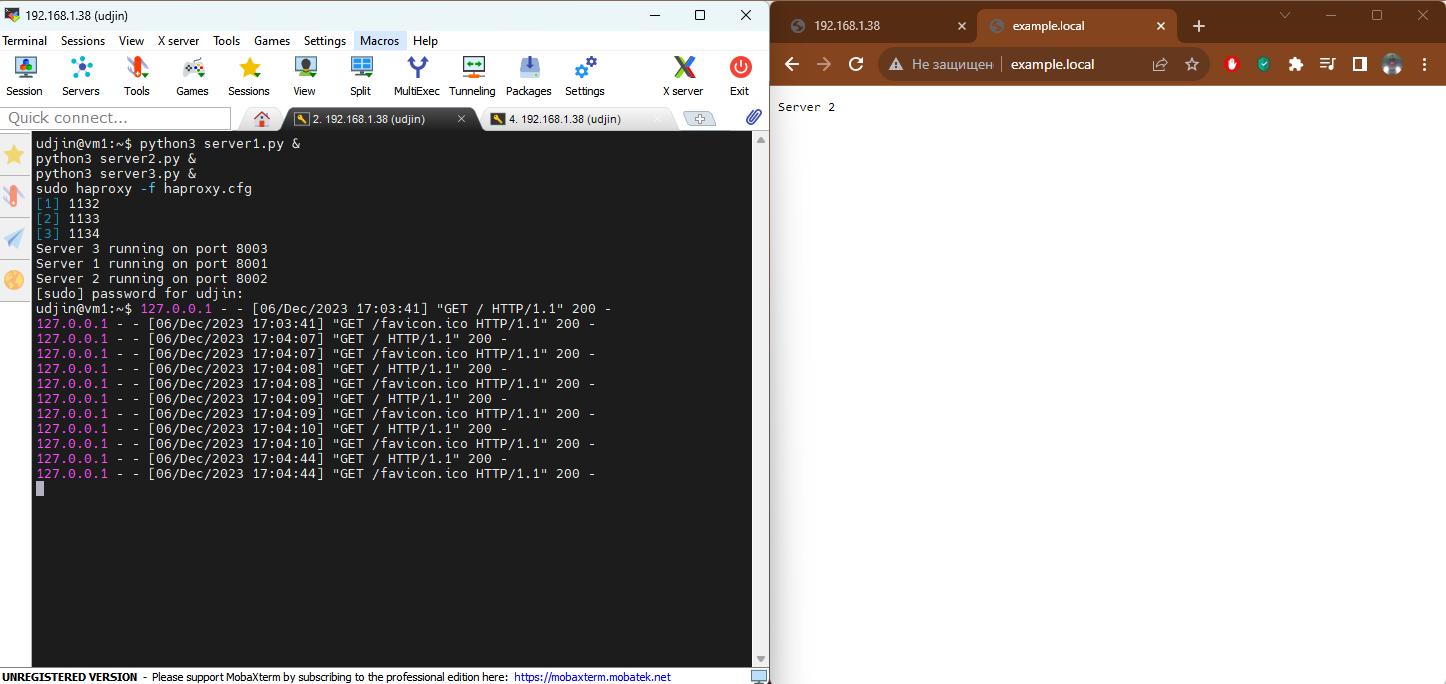 192.168.1.38 (udjin)
Terminal Sessions View X server Tools Games Settings Macros Help
Session Servers Tools Games Sessions View Split MultiExec Tunneling Packages Settings X server Exit
Quick connect...
2. 192.168.1.38 (udjin)
4. 192.168.1.38 (udjin)
udjin@vm1:~$ python3 server1.py &
python3 server2.py &
python3 server3.py &
sudo haproxy -f haproxy.cfg
[1] 1132
[2] 1133
[3] 1134
Server 3 running on port 8003
Server 1 running on port 8001
Server 2 running on port 8002
[sudo] password for udjin:
udjin@vm1:~$ 127.0.0.1 - - [06/Dec/2023 17:03:41] "GET / HTTP/1.1" 200 -
127.0.0.1 - - [06/Dec/2023 17:03:41] "GET /favicon.ico HTTP/1.1" 200 -
127.0.0.1 - - [06/Dec/2023 17:04:07] "GET / HTTP/1.1" 200 -
127.0.0.1 - - [06/Dec/2023 17:04:07] "GET /favicon.ico HTTP/1.1" 200 -
127.0.0.1 - - [06/Dec/2023 17:04:08] "GET / HTTP/1.1" 200 -
127.0.0.1 - - [06/Dec/2023 17:04:08] "GET /favicon.ico HTTP/1.1" 200 -
127.0.0.1 - - [06/Dec/2023 17:04:09] "GET / HTTP/1.1" 200 -
127.0.0.1 - - [06/Dec/2023 17:04:09] "GET /favicon.ico HTTP/1.1" 200 -
127.0.0.1 - - [06/Dec/2023 17:04:10] "GET / HTTP/1.1" 200 -
127.0.0.1 - - [06/Dec/2023 17:04:10] "GET /favicon.ico HTTP/1.1" 200 -
127.0.0.1 - - [06/Dec/2023 17:04:44] "GET / HTTP/1.1" 200 -
127.0.0.1 - - [06/Dec/2023 17:04:44] "GET /favicon.ico HTTP/1.1" 200 -
UNREGISTERED VERSION - Please support MobaXterm by subscribing to the professional edition here: https://mobaxterm.mobatek.net
192.168.1.38
example.local
Не защищен example.local
Server 2